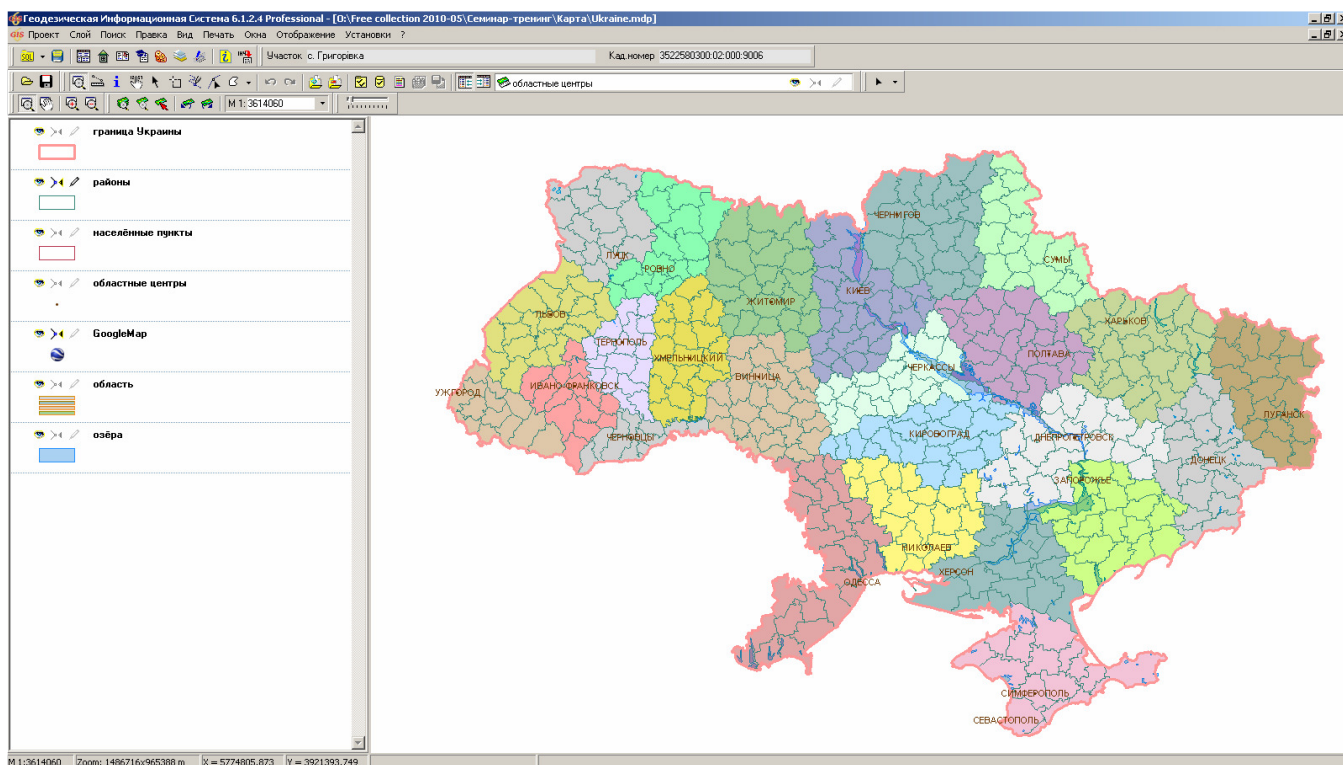 Геодезическая Информационная Система 6.1.2.4 Professional - [O:\Free collection 2010-05\Семинар-тренинг\Карта\Ukraine.mdp]
GIS Проект Слой Поиск Правка Вид Печать Окна Отображение Установки ?
SQL Участок с. Григорівка Кад.номер 3522580300:02:000:9006
областные центры
M 1: 3614060
граница Украины
районы
населённые пункты
областные центры
GoogleMap
область
озёра
ЧЕРНИГОВ
ЛУЦК
РОВНО
СУМЫ
КИЕВ
ЖИТОМИР
ЛЬВОВ
ХАРЬКОВ
ТЕРНОПОЛЬ
ХМЕЛЬНИЦКИЙ
ПОЛТАВА
ЧЕРКАССЫ
ВИННИЦА
УЖГОРОД
ИВАНО-ФРАНКОВСК
ЛУГАНСК
ЧЕРНОВЦЫ
КИРОВОГРАД
ДНЕПРОПЕТРОВСК
ДОНЕЦК
ЗАПОРОЖЬЕ
НИКОЛАЕВ
ХЕРСОН
ОДЕССА
СИМФЕРОПОЛЬ
СЕВАСТОПОЛЬ
M 1:3614060 Zoom: 1486716x965388 m X = 5774805.873 Y = 3921393.749